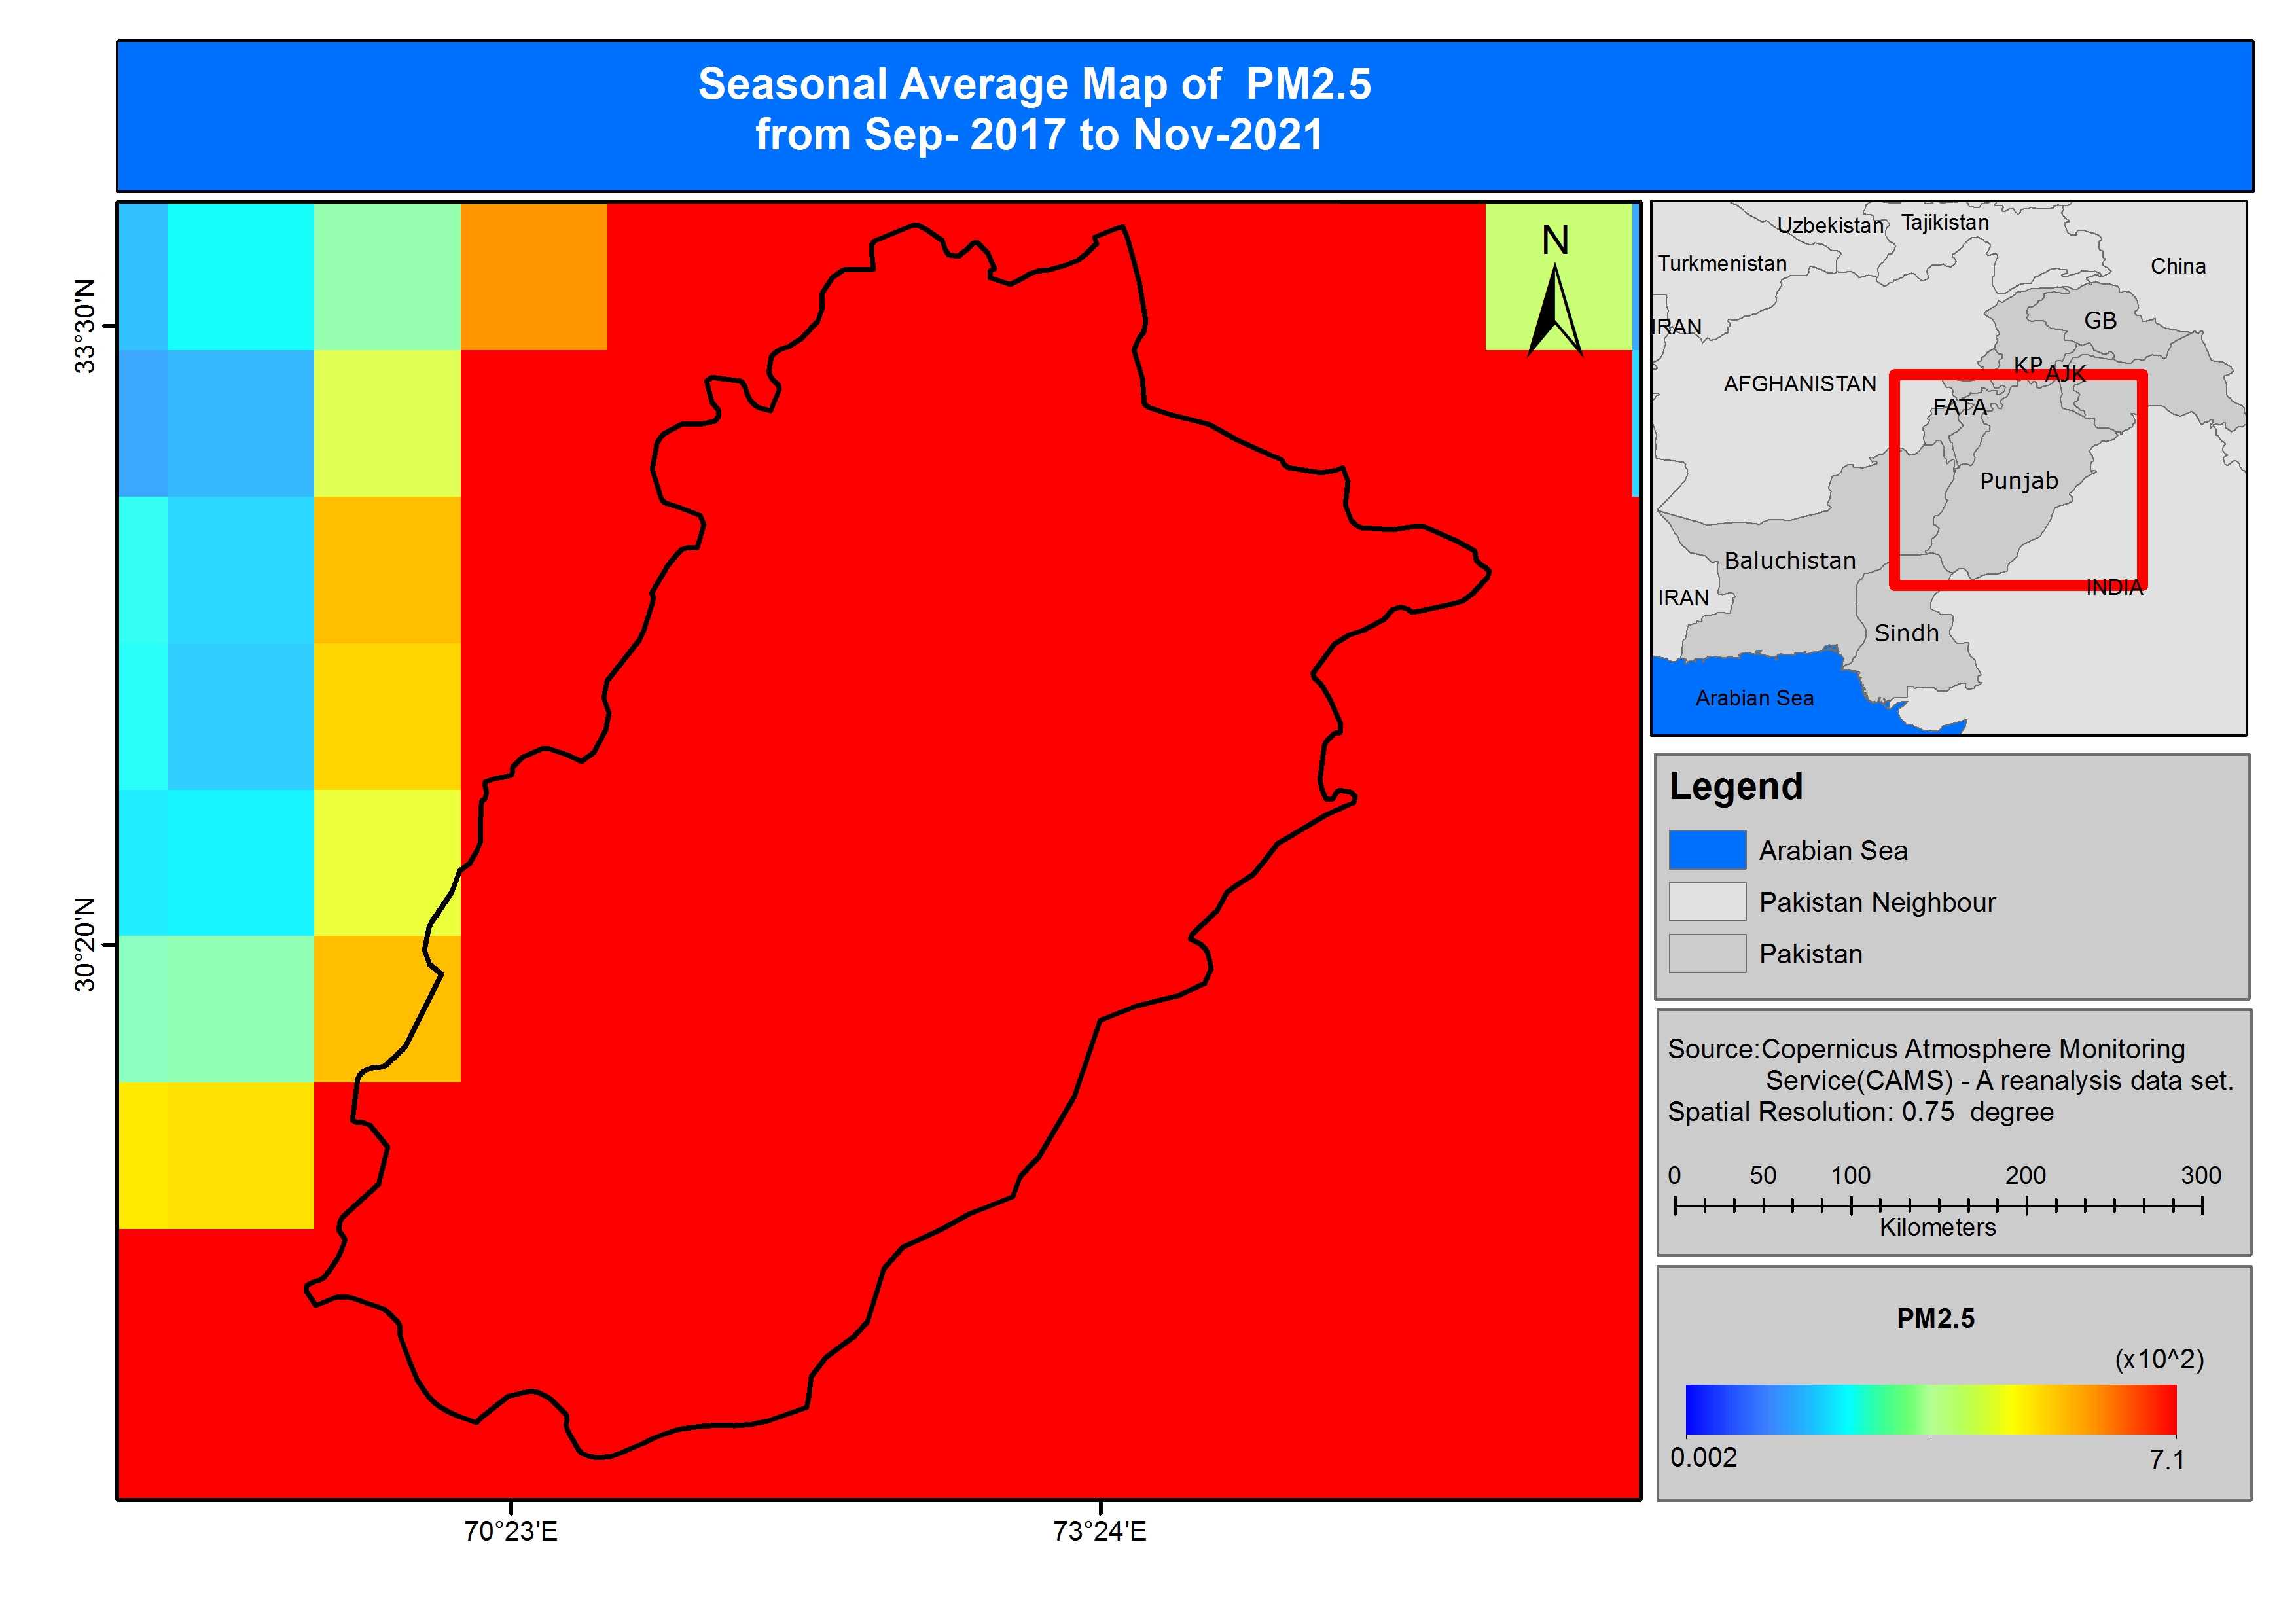 Seasonal Average Map of  PM2.5
from Sep- 2017 to Nov-2021
N
33°30'N
30°20'N
70°23'E
73°24'E
Uzbekistan
Tajikistan
Turkmenistan
China
IRAN
GB
KP
AJK
AFGHANISTAN
FATA
Punjab
Baluchistan
IRAN
INDIA
Sindh
Arabian Sea
Legend
Arabian Sea
Pakistan Neighbour
Pakistan
Source:Copernicus Atmosphere Monitoring
Service(CAMS) - A reanalysis data set.
Spatial Resolution: 0.75  degree
0 50 100 200 300
Kilometers
PM2.5
(x10^2)
0.002 7.1